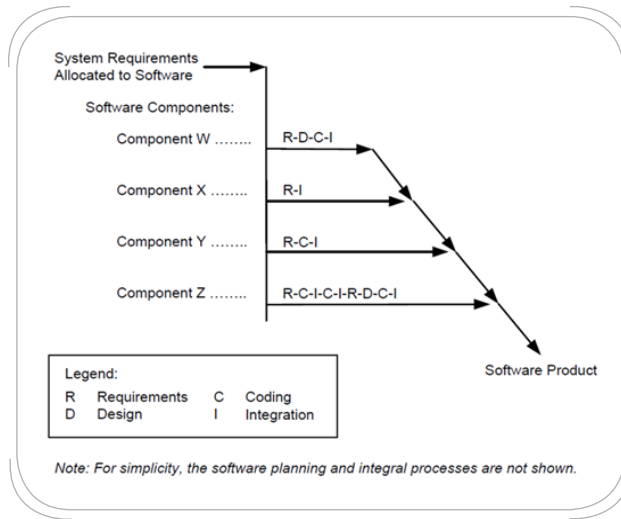 System Requirements
Allocated to Software
Software Components:
Component W ........ R-D-C-I
Component X ........ R-I
Component Y ........ R-C-I
Component Z ........ R-C-I-C-I-R-D-C-I
Software Product
Legend:
R Requirements C Coding
D Design I Integration
Note: For simplicity, the software planning and integral processes are not shown.